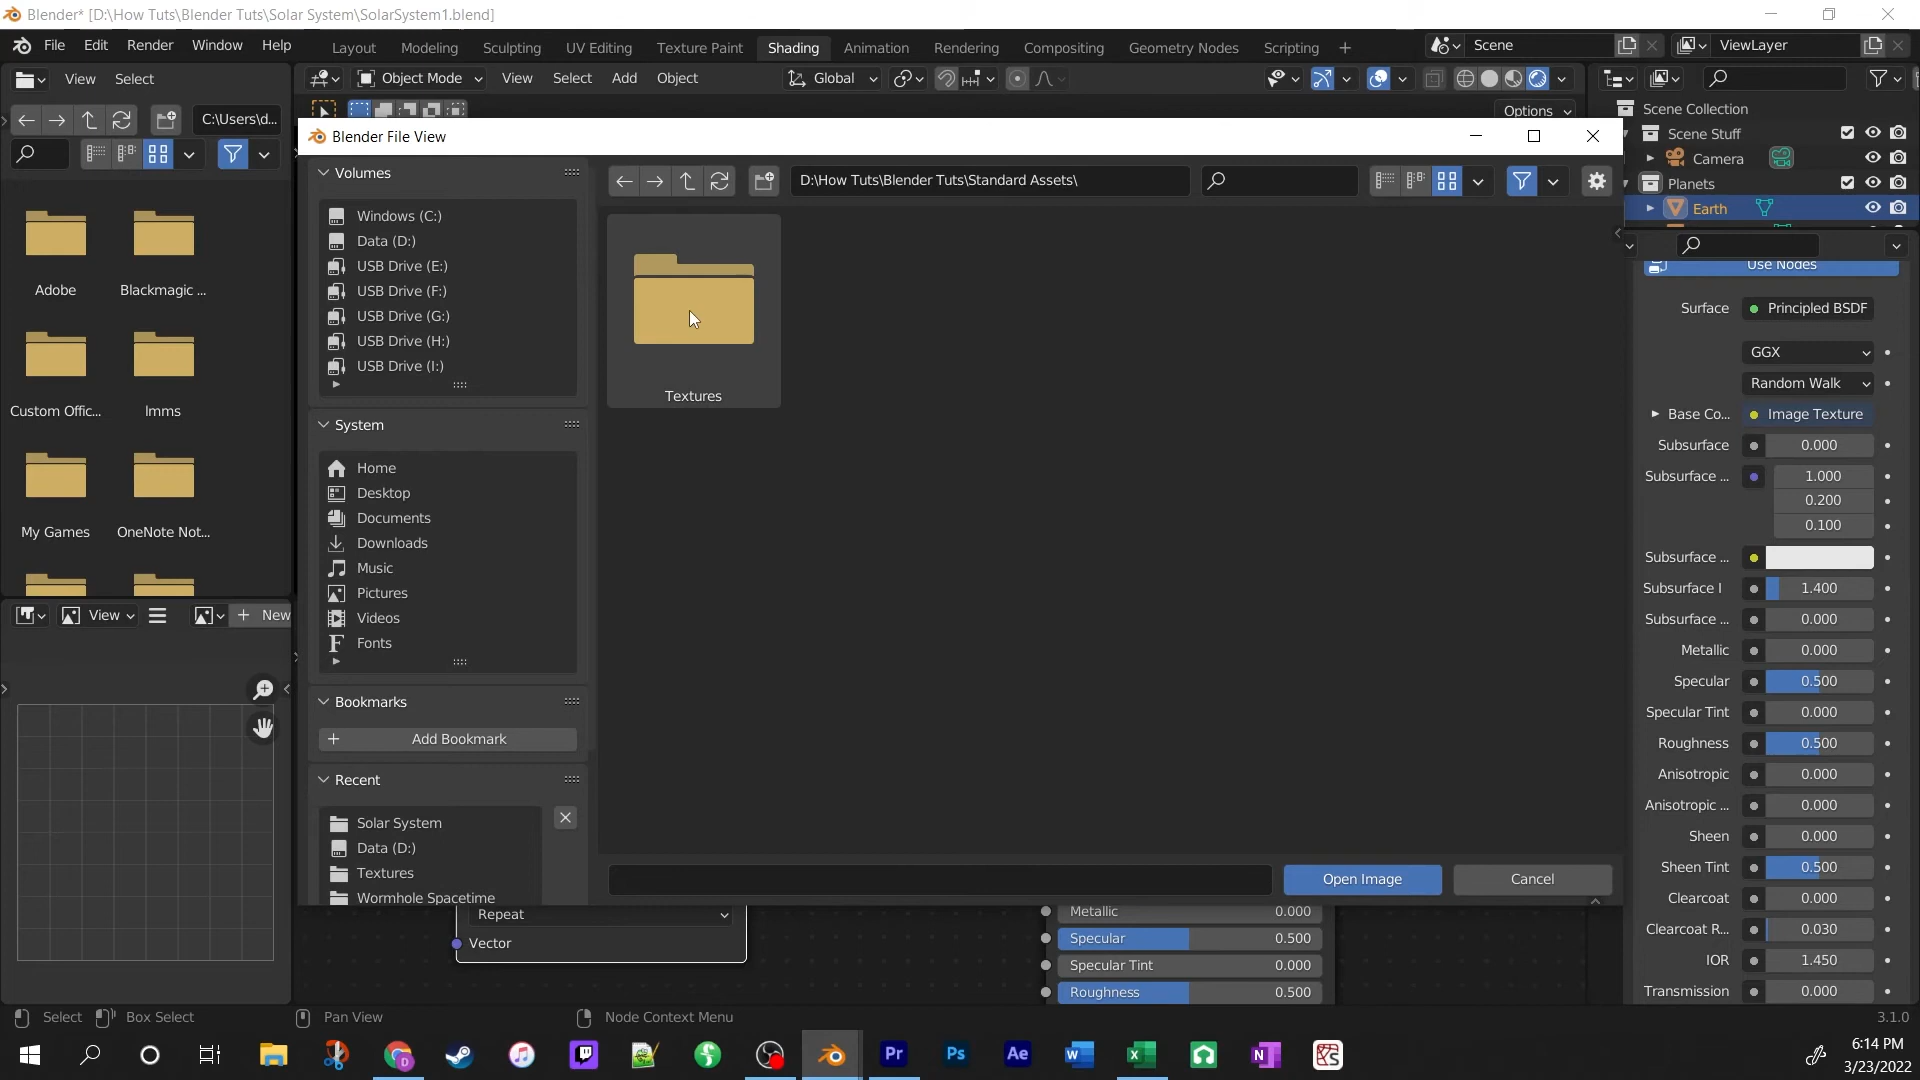 Blender* [D:\How Tuts\Blender Tuts\Solar System\SolarSystem1.blend]
File Edit Render Window Help Layout Modeling Sculpting UV Editing Texture Paint Shading Animation Rendering Compositing Geometry Nodes Scripting + Scene ViewLayer
View Select Object Mode View Select Add Object Global
C:\Users\d... Options
Scene Collection
Scene Stuff
Camera
Planets
Earth
Adobe Blackmagic ...
Custom Offic... lmms
My Games OneNote Not...
View New
Blender File View
Volumes
Windows (C:)
Data (D:)
USB Drive (E:)
USB Drive (F:)
USB Drive (G:)
USB Drive (H:)
USB Drive (I:)
System
Home
Desktop
Documents
Downloads
Music
Pictures
Videos
Fonts
Bookmarks
Add Bookmark
Recent
Solar System
Data (D:)
Textures
Wormhole Spacetime
D:\How Tuts\Blender Tuts\Standard Assets\
Textures
Open Image Cancel
Use Nodes
Surface Principled BSDF
GGX
Random Walk
Base Co... Image Texture
Subsurface 0.000
Subsurface ... 1.000
0.200
0.100
Subsurface ...
Subsurface I 1.400
Subsurface ... 0.000
Metallic 0.000
Specular 0.500
Specular Tint 0.000
Roughness 0.500
Anisotropic 0.000
Anisotropic ... 0.000
Sheen 0.000
Sheen Tint 0.500
Clearcoat 0.000
Clearcoat R... 0.030
IOR 1.450
Transmission 0.000
Repeat
Vector
Metallic 0.000
Specular 0.500
Specular Tint 0.000
Roughness 0.500
Select Box Select Pan View Node Context Menu 3.1.0
Pr Ps Ae W X N
6:14 PM
3/23/2022